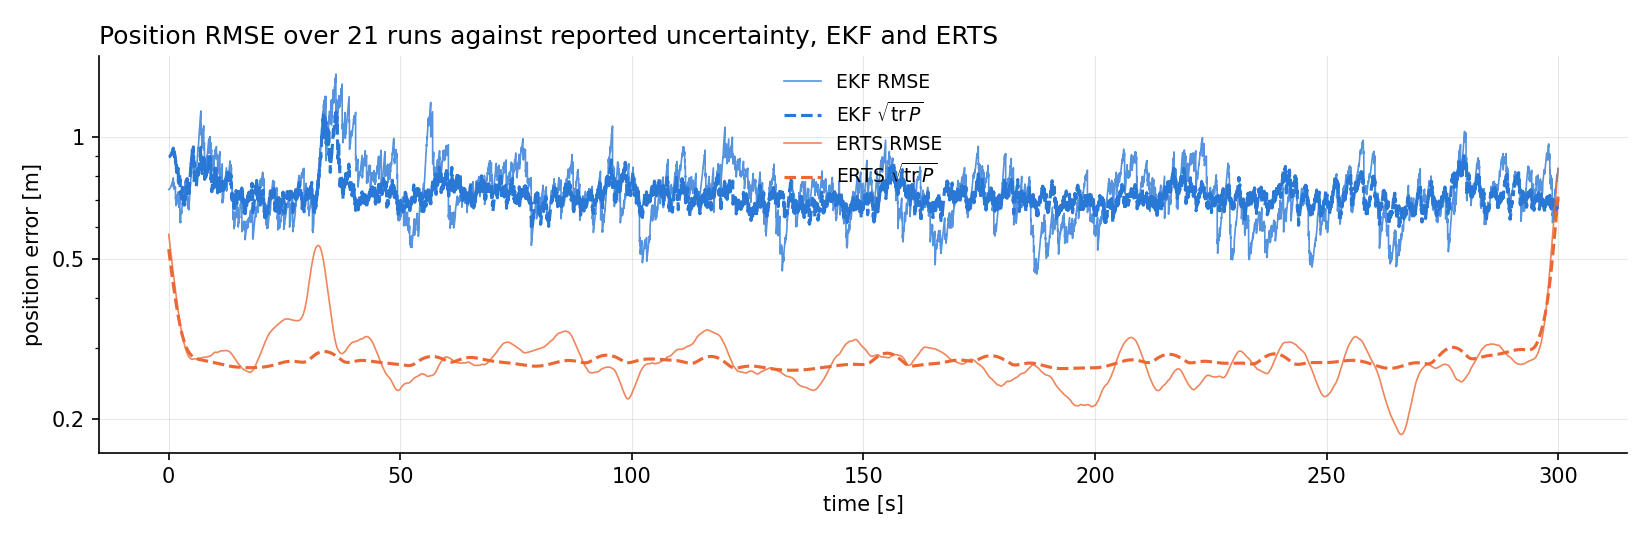 Position RMSE over 21 runs against reported uncertainty, EKF and ERTS
EKF RMSE
EKF √tr P
ERTS RMSE
ERTS √tr P
position error [m]
1
0.5
0.2
0
50
100
150
200
250
300
time [s]